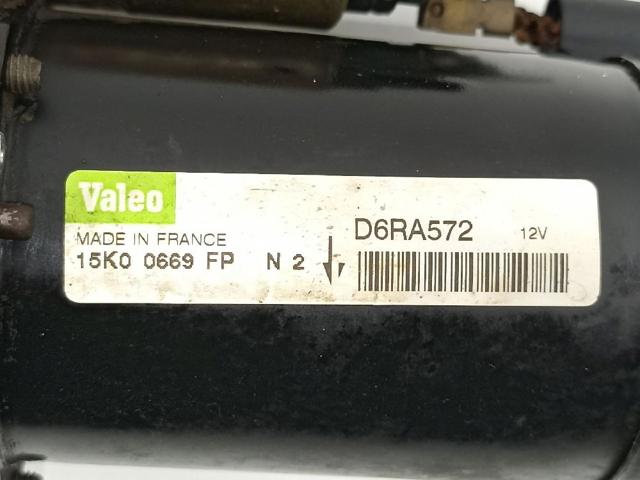 Valeo
MADE IN FRANCE
15K0 0669 FP N 2
D6RA572 12V